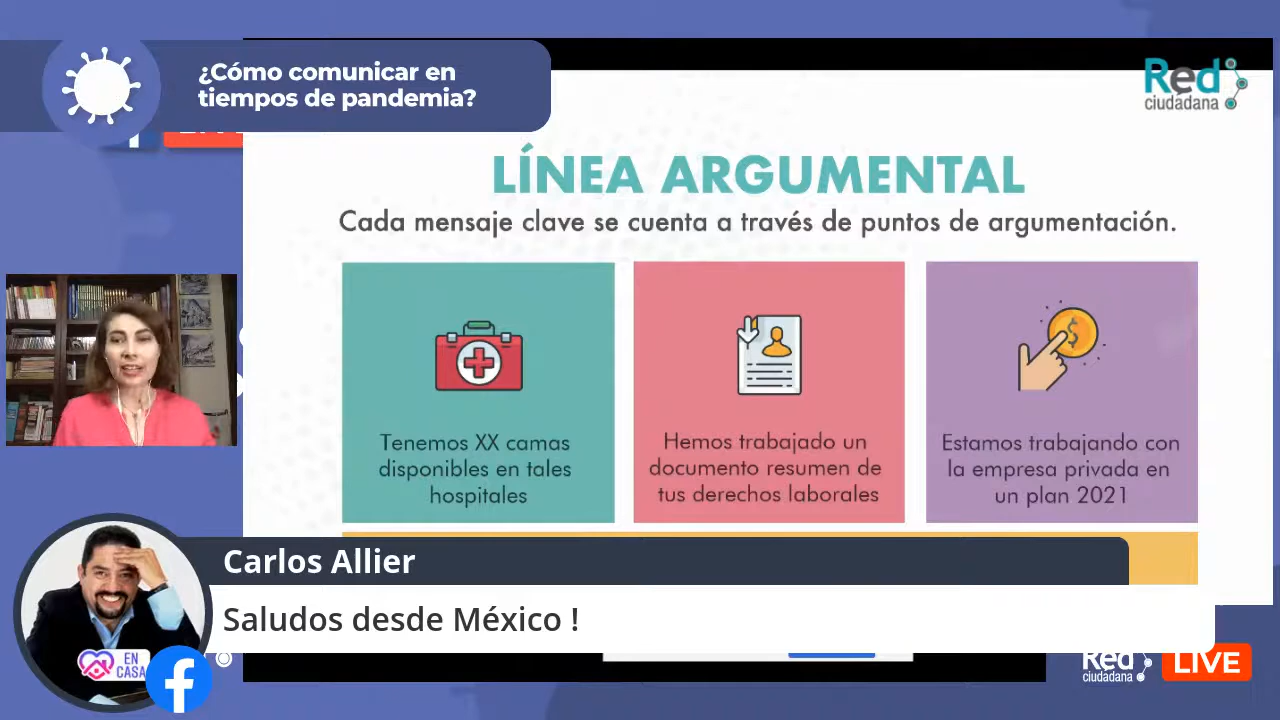 ¿Cómo comunicar en
tiempos de pandemia?
Red
ciudadana
LÍNEA ARGUMENTAL
Cada mensaje clave se cuenta a través de puntos de argumentación.
Tenemos XX camas
disponibles en tales
hospitales
Hemos trabajado un
documento resumen de
tus derechos laborales
Estamos trabajando con
la empresa privada en
un plan 2021
Carlos Allier
Saludos desde México !
EN
CASA
Red
ciudadana
LIVE